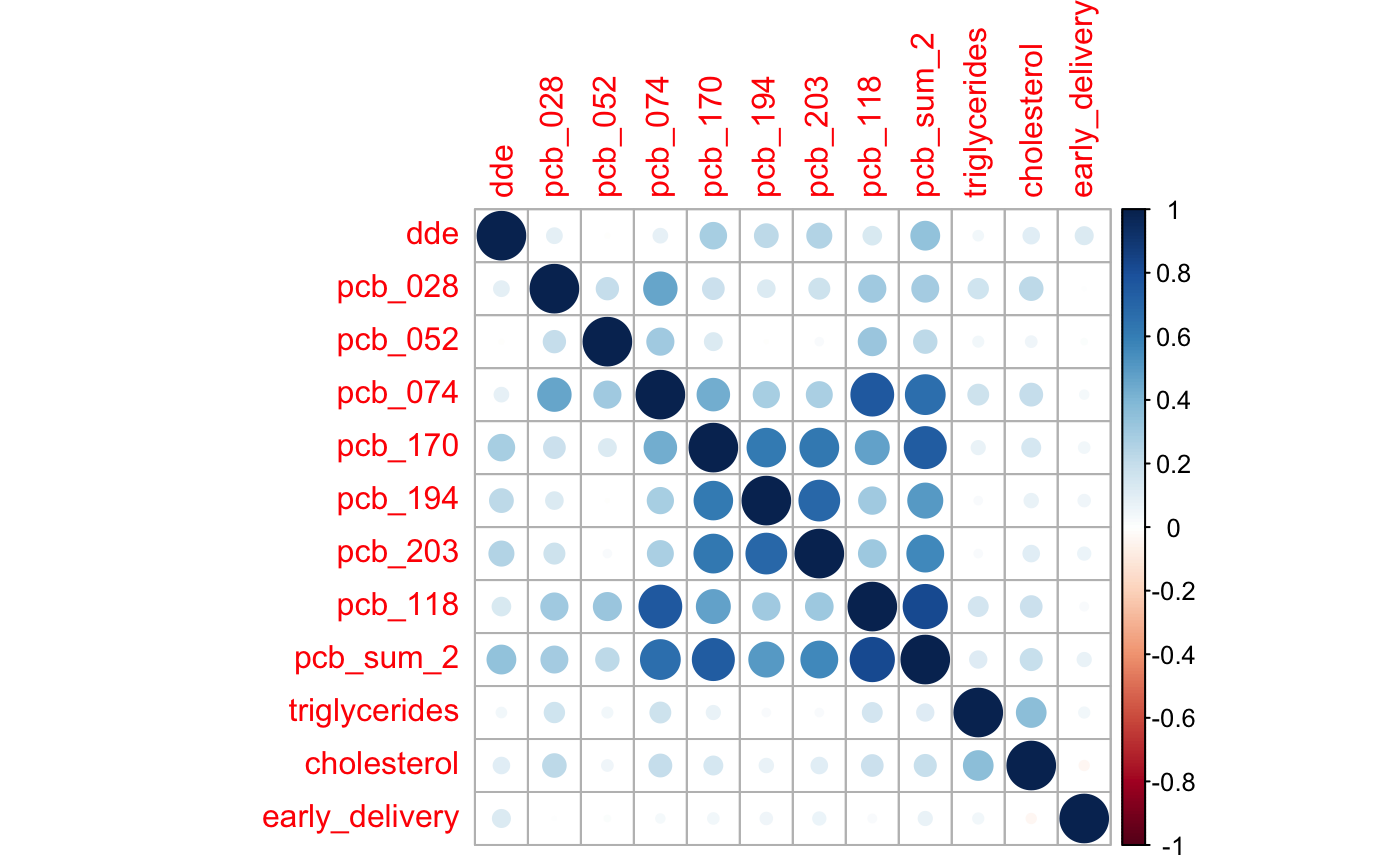 dde
pcb_028
pcb_052
pcb_074
pcb_170
pcb_194
pcb_203
pcb_118
pcb_sum_2
triglycerides
cholesterol
early_delivery
dde
pcb_028
pcb_052
pcb_074
pcb_170
pcb_194
pcb_203
pcb_118
pcb_sum_2
triglycerides
cholesterol
early_delivery
1
0.8
0.6
0.4
0.2
0
-0.2
-0.4
-0.6
-0.8
-1